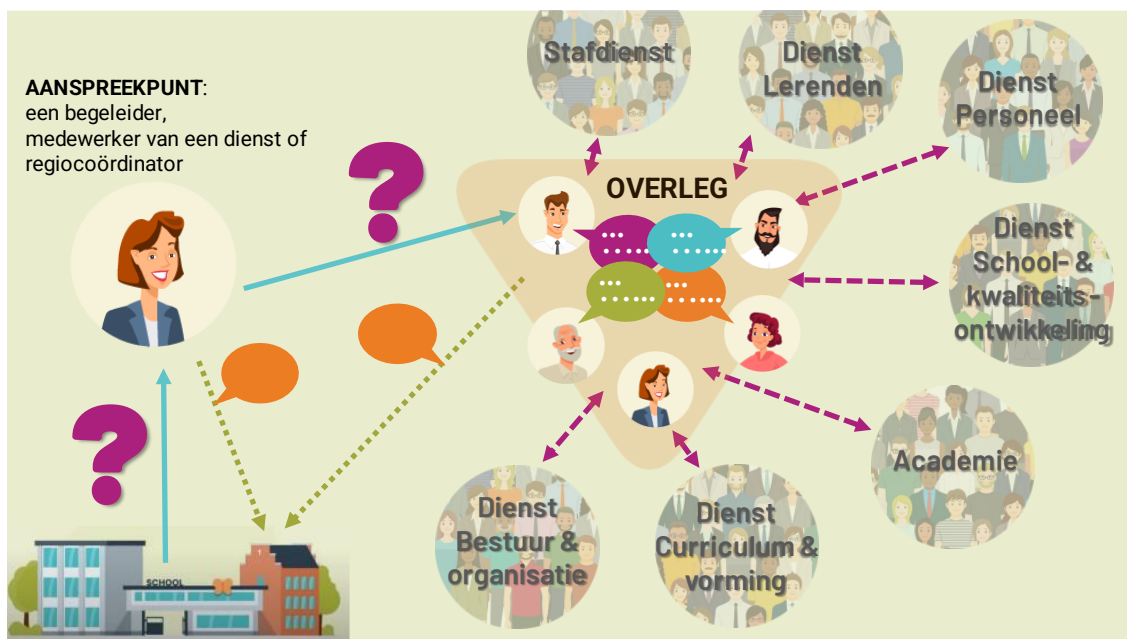 AANSPREEKPUNT:
een begeleider,
medewerker van een dienst of
regiocoördinator
?
?
SCHOOL
OVERLEG
Stafdienst
Dienst
Lerenden
Dienst
Personeel
Dienst
School- &
kwaliteits-
ontwikkeling
Academie
Dienst
Curriculum &
vorming
Dienst
Bestuur &
organisatie